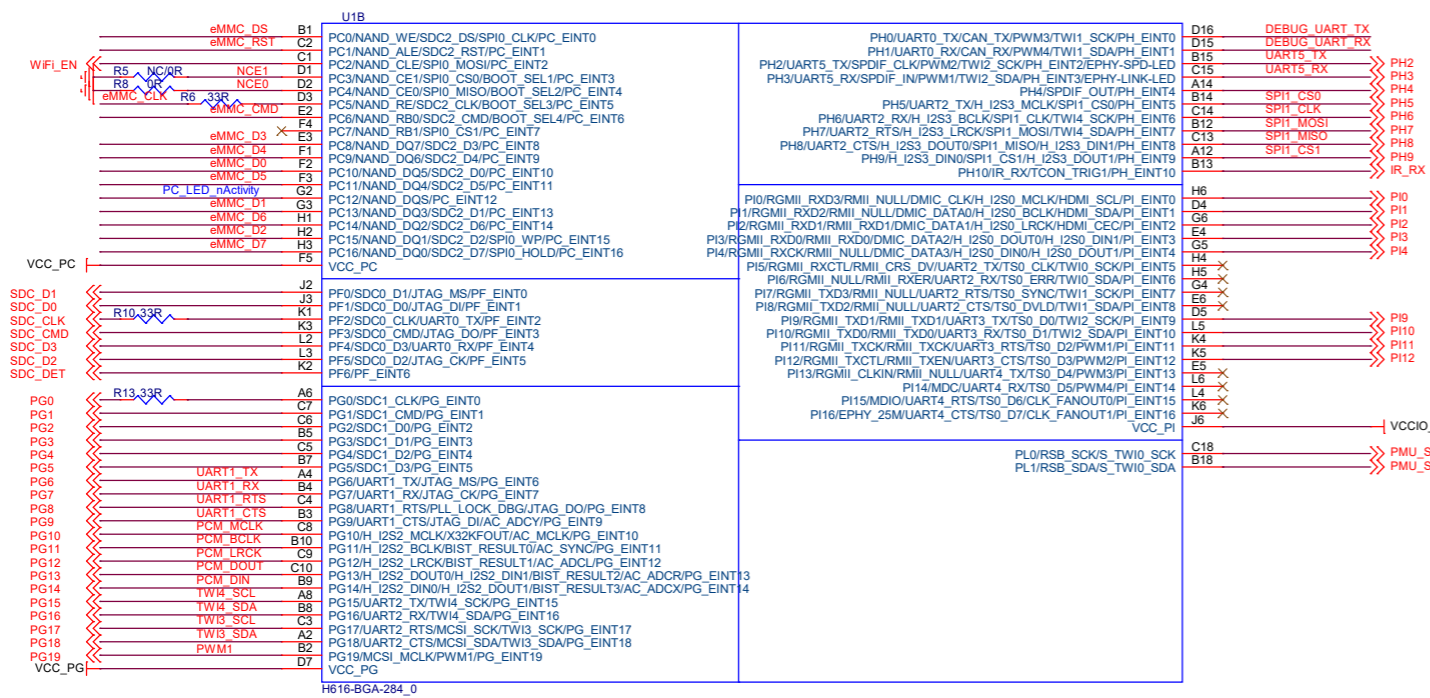 U1B
eMMC_DS B1 PC0/NAND_WE/SDC2_DS/SPI0_CLK/PC_EINT0
eMMC_RST C2 PC1/NAND_ALE/SDC2_RST/PC_EINT1
WiFi_EN C1 PC2/NAND_CLE/SPI0_MOSI/PC_EINT2
R5 NC/0R NCE1 D1 PC3/NAND_CE1/SPI0_CS0/BOOT_SEL1/PC_EINT3
R8 0R NCE0 D2 PC4/NAND_CE0/SPI0_MISO/BOOT_SEL2/PC_EINT4
eMMC_CLK R6 33R D3 PC5/NAND_RE/SDC2_CLK/BOOT_SEL3/PC_EINT5
eMMC_CMD E2 PC6/NAND_RB0/SDC2_CMD/BOOT_SEL4/PC_EINT6
F4 PC7/NAND_RB1/SPI0_CS1/PC_EINT7
eMMC_D3 E3 PC8/NAND_DQ7/SDC2_D3/PC_EINT8
eMMC_D4 F1 PC9/NAND_DQ6/SDC2_D4/PC_EINT9
eMMC_D0 F2 PC10/NAND_DQ5/SDC2_D0/PC_EINT10
eMMC_D5 F3 PC11/NAND_DQ4/SDC2_D5/PC_EINT11
PC_LED_nActivity G2 PC12/NAND_DQS/PC_EINT12
eMMC_D1 G3 PC13/NAND_DQ3/SDC2_D1/PC_EINT13
eMMC_D6 H1 PC14/NAND_DQ2/SDC2_D6/PC_EINT14
eMMC_D2 H2 PC15/NAND_DQ1/SDC2_D2/SPI0_WP/PC_EINT15
eMMC_D7 H3 PC16/NAND_DQ0/SDC2_D7/SPI0_HOLD/PC_EINT16
VCC_PC F5 VCC_PC
SDC_D1 J2 PF0/SDC0_D1/JTAG_MS/PF_EINT0
SDC_D0 J3 PF1/SDC0_D0/JTAG_DI/PF_EINT1
SDC_CLK R10 33R K1 PF2/SDC0_CLK/UART0_TX/PF_EINT2
SDC_CMD K3 PF3/SDC0_CMD/JTAG_DO/PF_EINT3
SDC_D3 L2 PF4/SDC0_D3/UART0_RX/PF_EINT4
SDC_D2 L3 PF5/SDC0_D2/JTAG_CK/PF_EINT5
SDC_DET K2 PF6/PF_EINT6
PG0 R13 33R A6 PG0/SDC1_CLK/PG_EINT0
PG1 C7 PG1/SDC1_CMD/PG_EINT1
PG2 C6 PG2/SDC1_D0/PG_EINT2
PG3 B5 PG3/SDC1_D1/PG_EINT3
PG4 C5 PG4/SDC1_D2/PG_EINT4
PG5 B7 PG5/SDC1_D3/PG_EINT5
PG6 UART1_TX A4 PG6/UART1_TX/JTAG_MS/PG_EINT6
PG7 UART1_RX B4 PG7/UART1_RX/JTAG_CK/PG_EINT7
PG8 UART1_RTS C4 PG8/UART1_RTS/PLL_LOCK_DBG/JTAG_DO/PG_EINT8
PG9 UART1_CTS B3 PG9/UART1_CTS/JTAG_DI/AC_ADCY/PG_EINT9
PG10 PCM_MCLK C8 PG10/H_I2S2_MCLK/X32KFOUT/AC_MCLK/PG_EINT10
PG11 PCM_BCLK B10 PG11/H_I2S2_BCLK/BIST_RESULT0/AC_SYNC/PG_EINT11
PG12 PCM_LRCK C9 PG12/H_I2S2_LRCK/BIST_RESULT1/AC_ADCL/PG_EINT12
PG13 PCM_DOUT C10 PG13/H_I2S2_DOUT0/H_I2S2_DIN1/BIST_RESULT2/AC_ADCR/PG_EINT13
PG14 PCM_DIN B9 PG14/H_I2S2_DIN0/H_I2S2_DOUT1/BIST_RESULT3/AC_ADCX/PG_EINT14
PG15 TWI4_SCL A8 PG15/UART2_TX/TWI4_SCK/PG_EINT15
PG16 TWI4_SDA B8 PG16/UART2_RX/TWI4_SDA/PG_EINT16
PG17 TWI3_SCL C3 PG17/UART2_RTS/MCSI_SCK/TWI3_SCK/PG_EINT17
PG18 TWI3_SDA A2 PG18/UART2_CTS/MCSI_SDA/TWI3_SDA/PG_EINT18
PG19 PWM1 B2 PG19/MCSI_MCLK/PWM1/PG_EINT19
VCC_PG D7 VCC_PG
H616-BGA-284_0
PH0/UART0_TX/CAN_TX/PWM3/TWI1_SCK/PH_EINT0 D16 DEBUG_UART_TX
PH1/UART0_RX/CAN_RX/PWM4/TWI1_SDA/PH_EINT1 D15 DEBUG_UART_RX
PH2/UART5_TX/SPDIF_CLK/PWM2/TWI2_SCK/PH_EINT2/EPHY-SPD-LED B15 UART5_TX PH2
PH3/UART5_RX/SPDIF_IN/PWM1/TWI2_SDA/PH_EINT3/EPHY-LINK-LED C15 UART5_RX PH3
PH4/SPDIF_OUT/PH_EINT4 A14 PH4
PH5/UART2_TX/H_I2S3_MCLK/SPI1_CS0/PH_EINT5 B14 SPI1_CS0 PH5
PH6/UART2_RX/H_I2S3_BCLK/SPI1_CLK/TWI4_SCK/PH_EINT6 C14 SPI1_CLK PH6
PH7/UART2_RTS/H_I2S3_LRCK/SPI1_MOSI/TWI4_SDA/PH_EINT7 B12 SPI1_MOSI PH7
PH8/UART2_CTS/H_I2S3_DOUT0/SPI1_MISO/H_I2S3_DIN1/PH_EINT8 C13 SPI1_MISO PH8
PH9/H_I2S3_DIN0/SPI1_CS1/H_I2S3_DOUT1/PH_EINT9 A12 SPI1_CS1 PH9
PH10/IR_RX/TCON_TRIG1/PH_EINT10 B13 IR_RX
PI0/RGMII_RXD3/RMII_NULL/DMIC_CLK/H_I2S0_MCLK/HDMI_SCL/PI_EINT0 H6 PI0
PI1/RGMII_RXD2/RMII_NULL/DMIC_DATA0/H_I2S0_BCLK/HDMI_SDA/PI_EINT1 D4 PI1
PI2/RGMII_RXD1/RMII_RXD1/DMIC_DATA1/H_I2S0_LRCK/HDMI_CEC/PI_EINT2 G6 PI2
PI3/RGMII_RXD0/RMII_RXD0/DMIC_DATA2/H_I2S0_DOUT0/H_I2S0_DIN1/PI_EINT3 E4 PI3
PI4/RGMII_RXCK/RMII_NULL/DMIC_DATA3/H_I2S0_DIN0/H_I2S0_DOUT1/PI_EINT4 G5 PI4
PI5/RGMII_RXCTL/RMII_CRS_DV/UART2_TX/TS0_CLK/TWI0_SCK/PI_EINT5 H4
PI6/RGMII_NULL/RMII_RXER/UART2_RX/TS0_ERR/TWI0_SDA/PI_EINT6 H5
PI7/RGMII_TXD3/RMII_NULL/UART2_RTS/TS0_SYNC/TWI1_SCK/PI_EINT7 G4
PI8/RGMII_TXD2/RMII_NULL/UART2_CTS/TS0_DVLD/TWI1_SDA/PI_EINT8 E6
PI9/RGMII_TXD1/RMII_TXD1/UART3_TX/TS0_D0/TWI2_SCK/PI_EINT9 D5 PI9
PI10/RGMII_TXD0/RMII_TXD0/UART3_RX/TS0_D1/TWI2_SDA/PI_EINT10 L5 PI10
PI11/RGMII_TXCK/RMII_TXCK/UART3_RTS/TS0_D2/PWM1/PI_EINT11 K4 PI11
PI12/RGMII_TXCTL/RMII_TXEN/UART3_CTS/TS0_D3/PWM2/PI_EINT12 K5 PI12
PI13/RGMII_CLKIN/RMII_NULL/UART4_TX/TS0_D4/PWM3/PI_EINT13 E5
PI14/MDC/UART4_RX/TS0_D5/PWM4/PI_EINT14 L6
PI15/MDIO/UART4_RTS/TS0_D6/CLK_FANOUT0/PI_EINT15 L4
PI16/EPHY_25M/UART4_CTS/TS0_D7/CLK_FANOUT1/PI_EINT16 K6
VCC_PI J6 VCCIO_
PL0/RSB_SCK/S_TWI0_SCK C18 PMU_S
PL1/RSB_SDA/S_TWI0_SDA B18 PMU_S